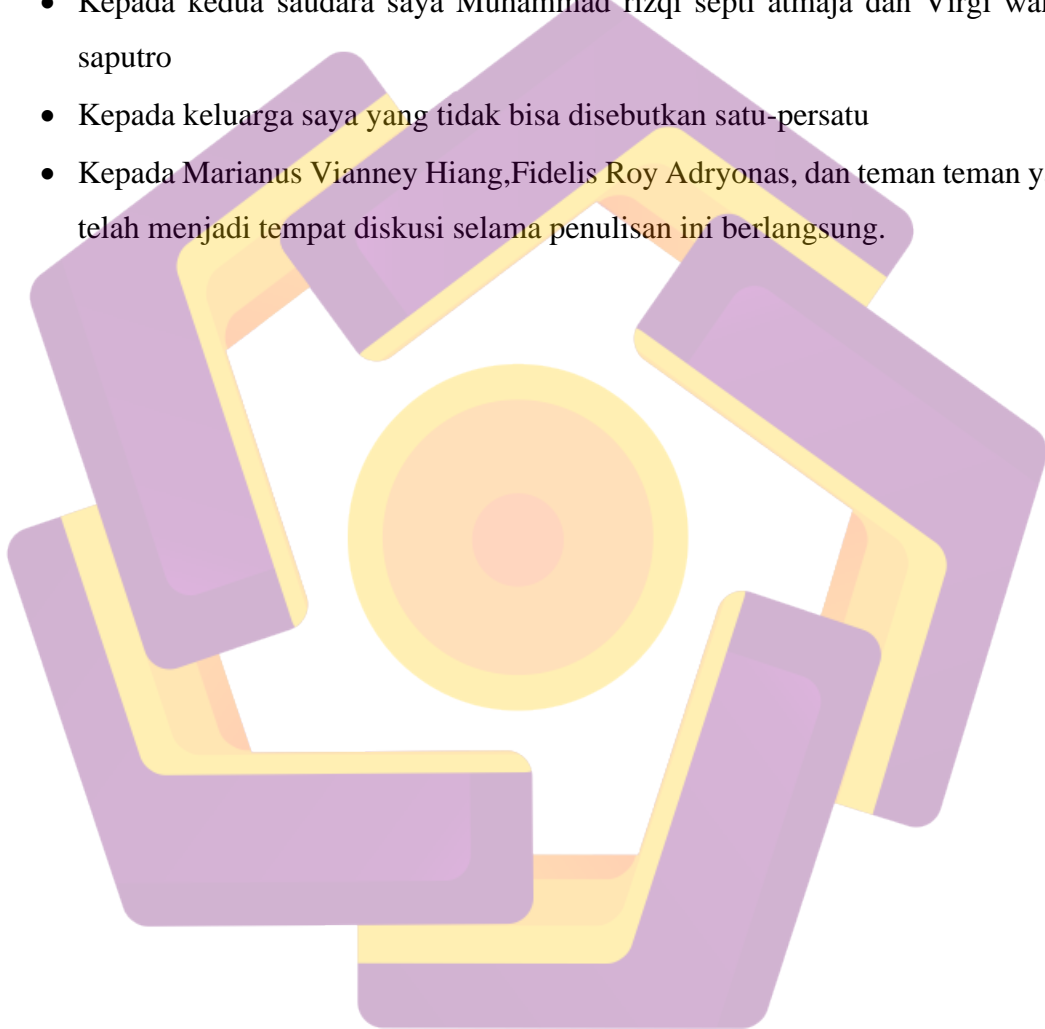 • Kepada kedua saudara saya Muhammad rizqi septi atmaja dan Virgi
saputro
• Kepada keluarga saya yang tidak bisa disebutkan satu-persatu
• Kepada Marianus Vianney Hiang,Fidelis Roy Adryonas, dan teman teman
telah menjadi tempat diskusi selama penulisan ini berlangsung.